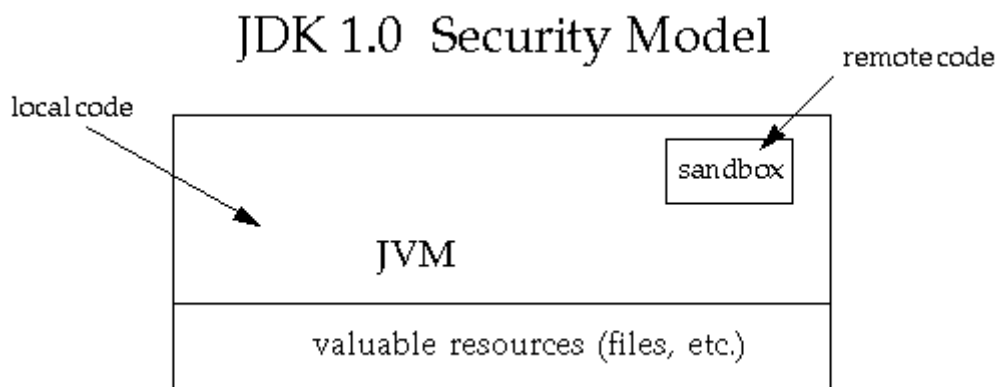 JDK 1.0 Security Model
remote code
local code
sandbox
JVM
valuable resources (files, etc.)